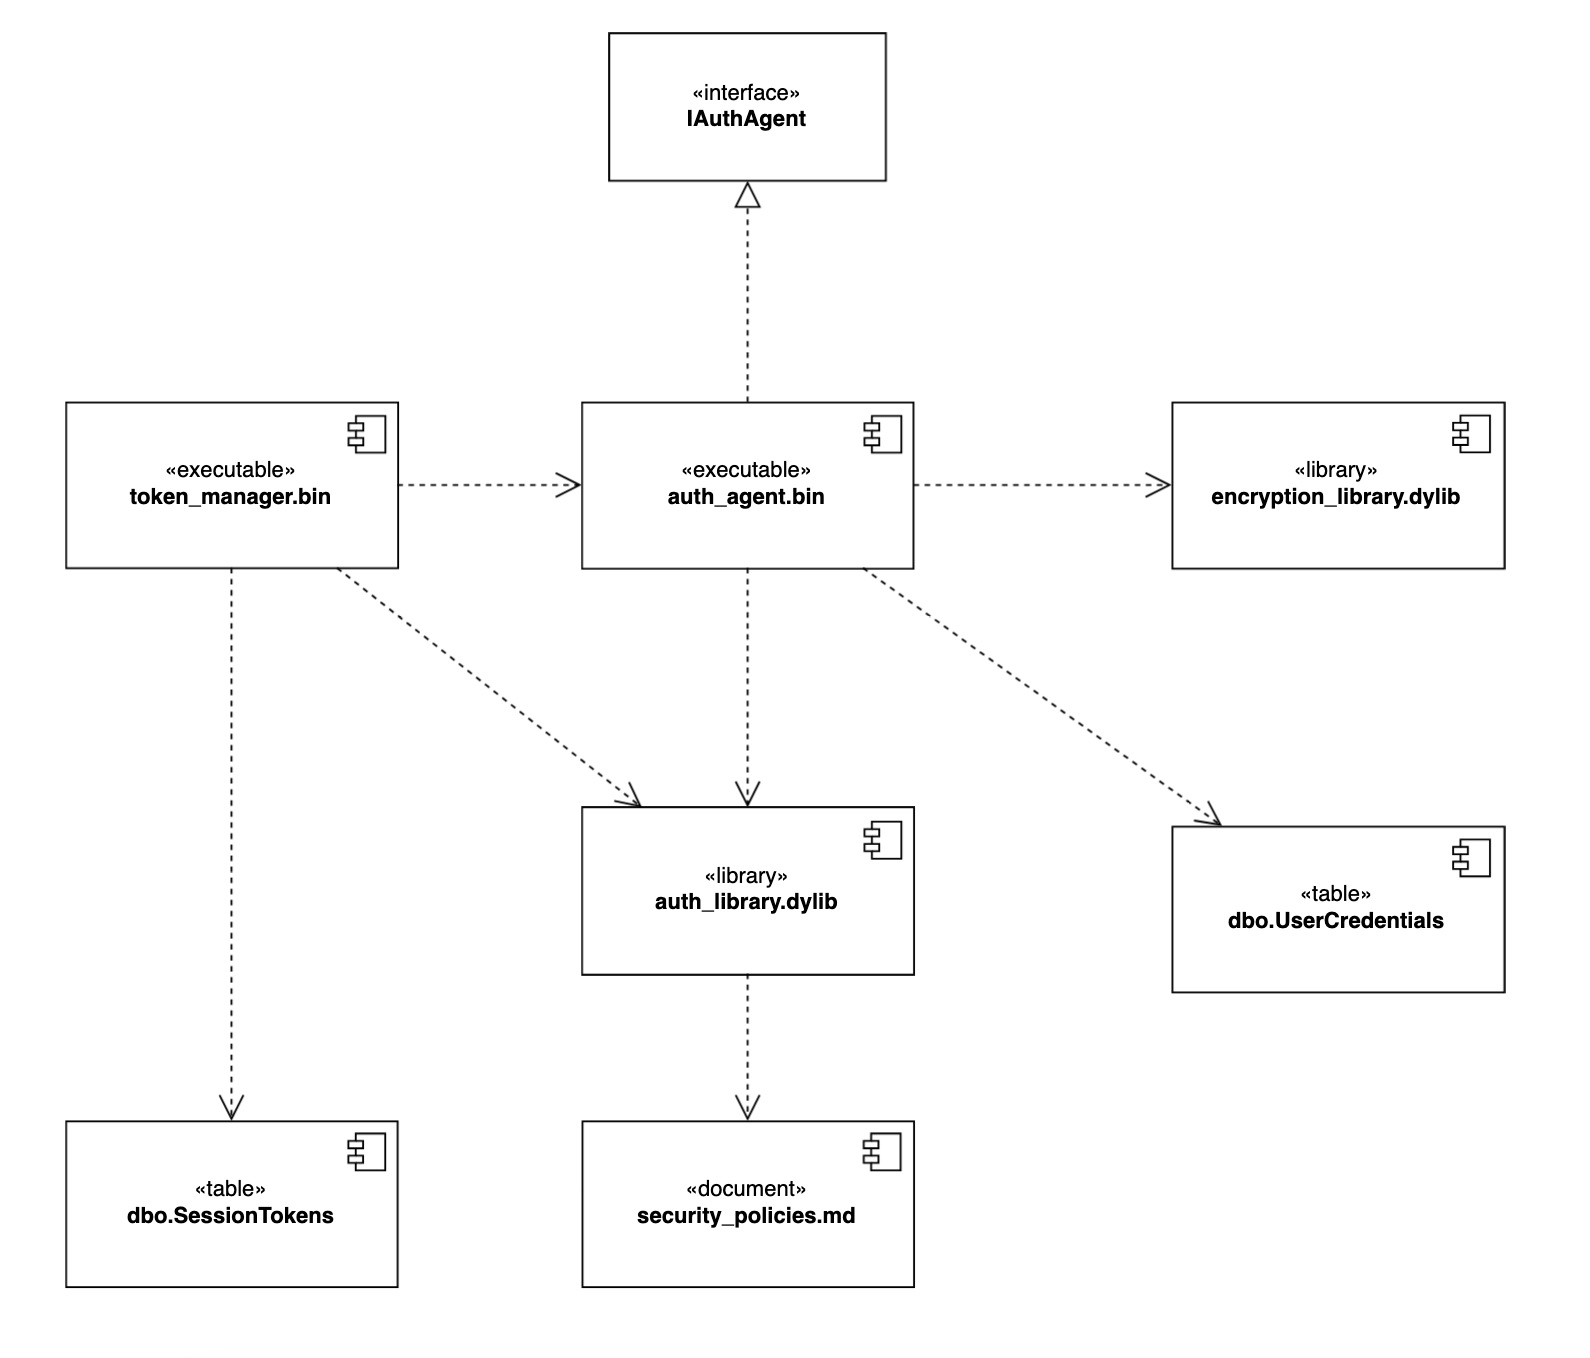 «interface»
IAuthAgent
«executable»
token_manager.bin
«executable»
auth_agent.bin
«library»
encryption_library.dylib
«library»
auth_library.dylib
«table»
dbo.UserCredentials
«table»
dbo.SessionTokens
«document»
security_policies.md